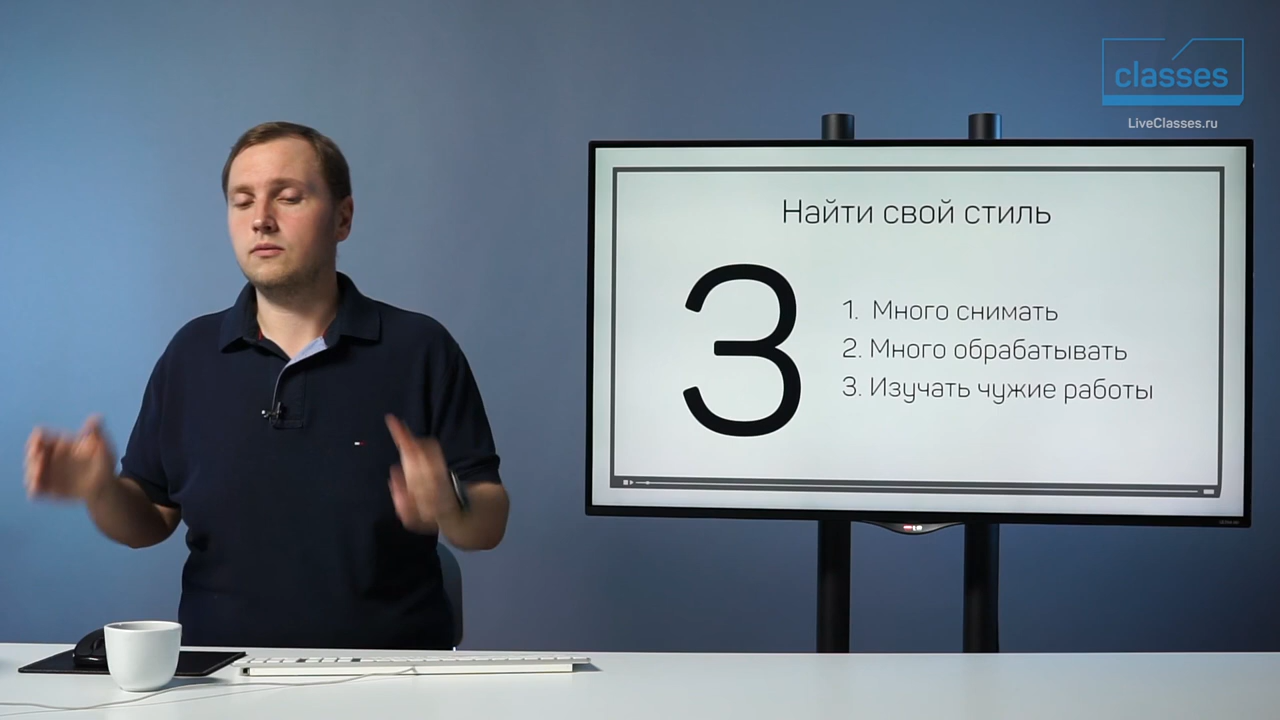 classes
LiveClasses.ru
Найти свой стиль
3
1. Много снимать
2. Много обрабатывать
3. Изучать чужие работы